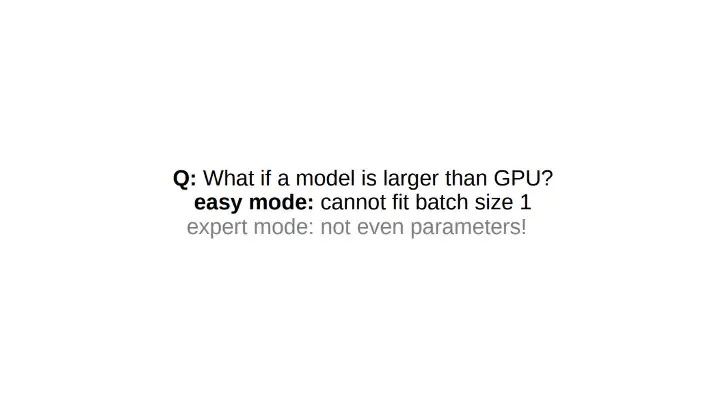 Q: What if a model is larger than GPU?
easy mode: cannot fit batch size 1
expert mode: not even parameters!